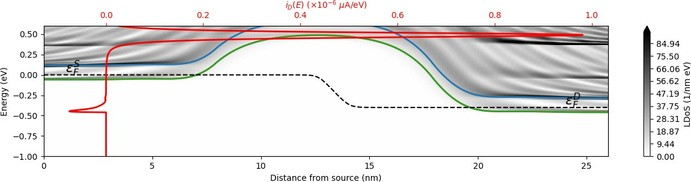 i_D(E) (×10⁻⁶ μA/eV)
0.0 0.2 0.4 0.6 0.8 1.0
Energy (eV)
0.50
0.25
0.00
−0.25
−0.50
−0.75
−1.00
ε_F^S
ε_F^D
0 5 10 15 20 25
Distance from source (nm)
84.94
75.50
66.06
56.62
47.19
37.75
28.31
18.87
9.44
0.00
LDoS (1/nm eV)